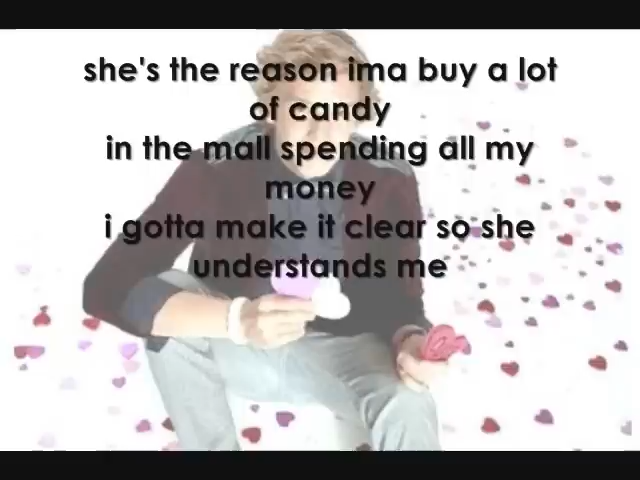 she's the reason ima buy a lot
of candy
in the mall spending all my
money
i gotta make it clear so she
understands me